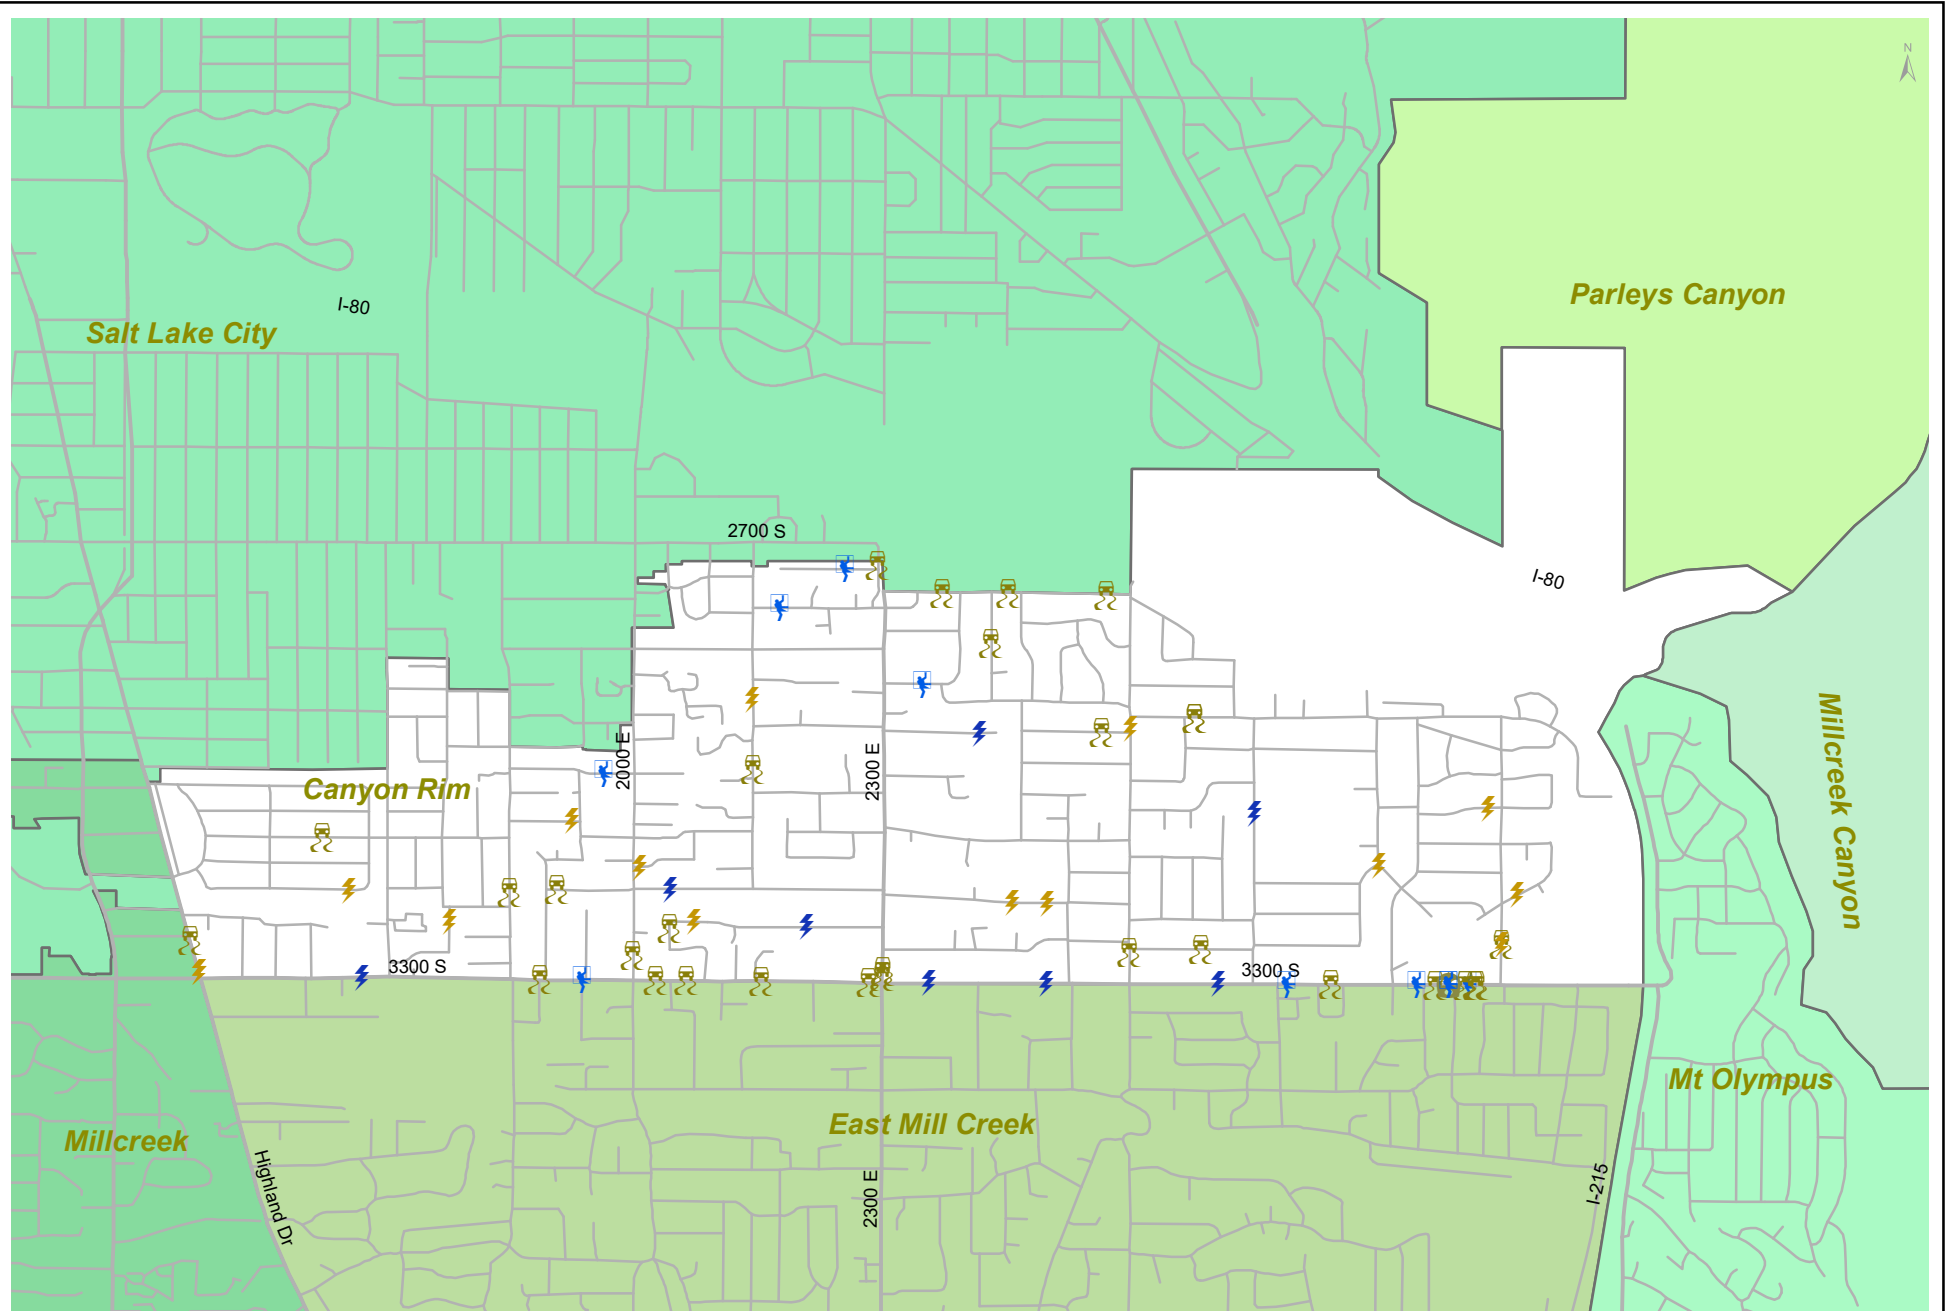 N
Parleys Canyon
I-80
Salt Lake City
2700 S
I-80
2000 E
2300 E
Canyon Rim
Millcreek Canyon
3300 S
3300 S
Mt Olympus
East Mill Creek
Millcreek
Highland Dr
2300 E
I-215